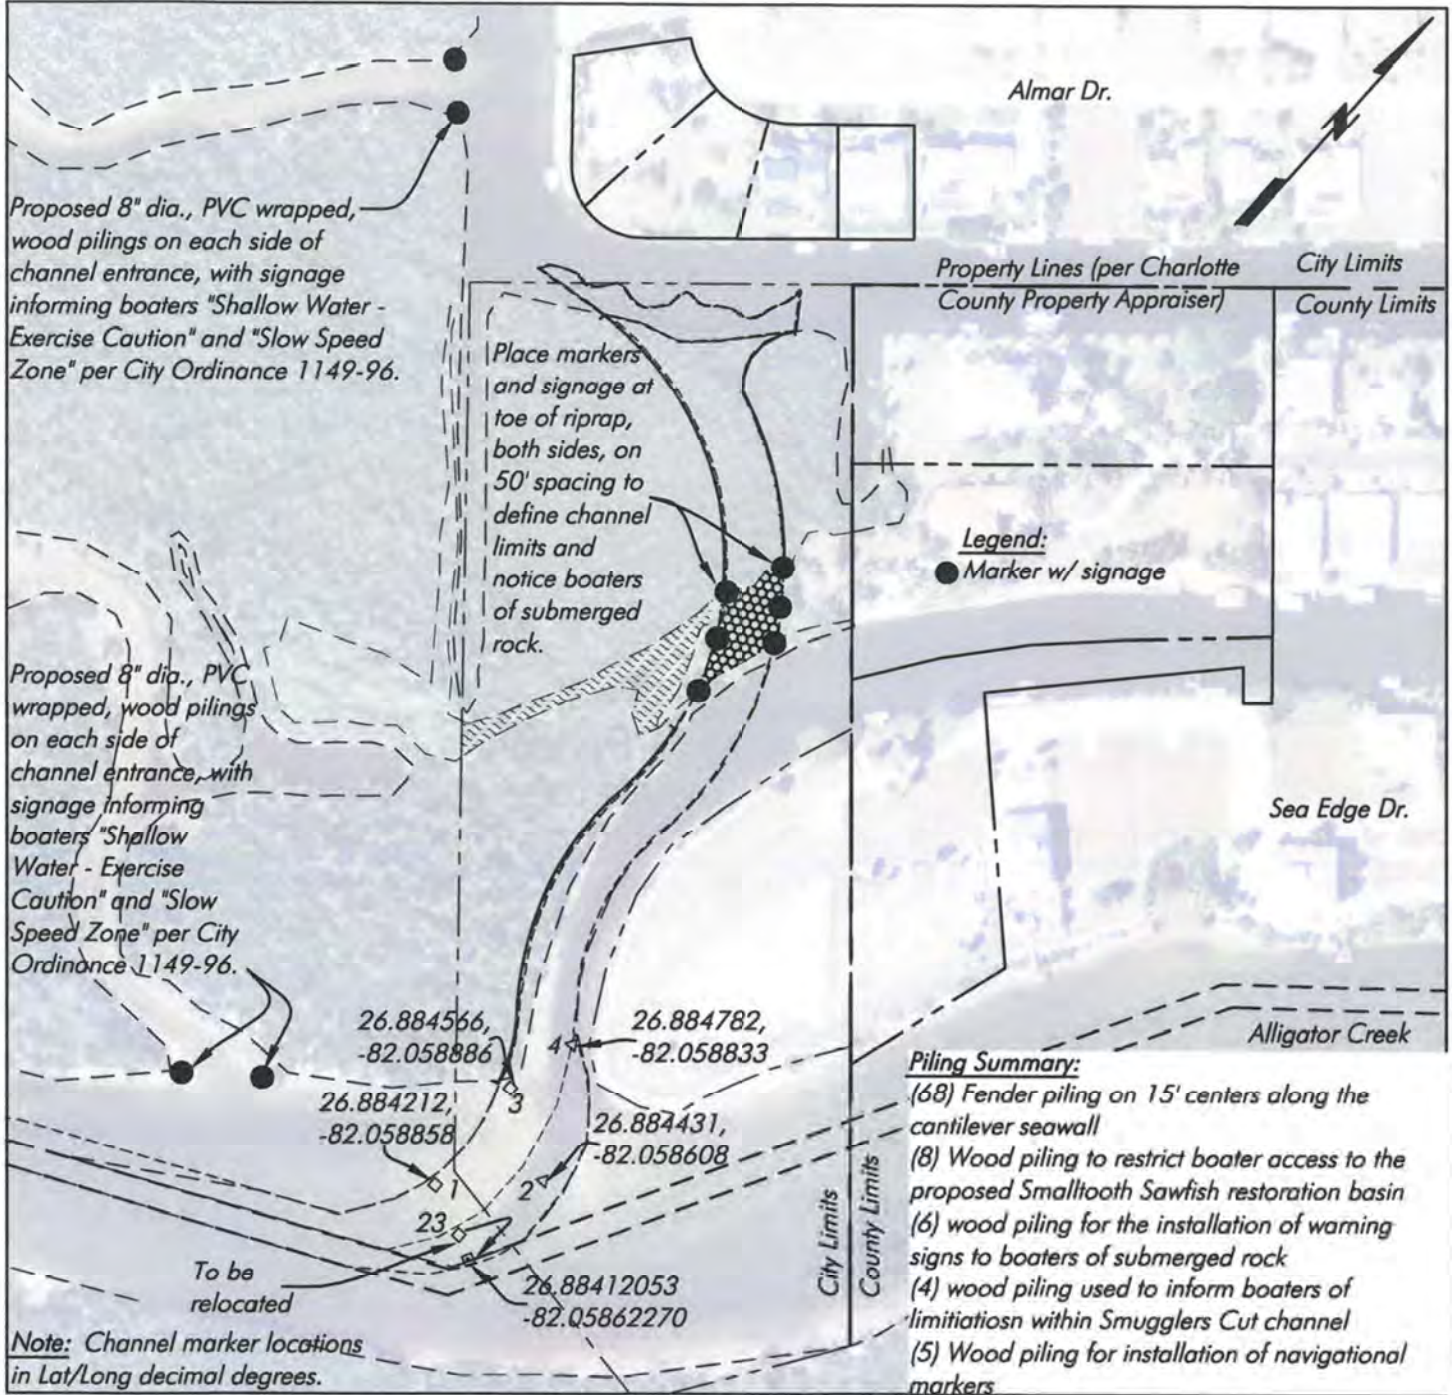 Almar Dr.
Proposed 8" dia., PVC wrapped,
wood pilings on each side of
channel entrance, with signage
informing boaters "Shallow Water -
Exercise Caution" and "Slow Speed
Zone" per City Ordinance 1149-96.
Property Lines (per Charlotte
County Property Appraiser)
City Limits
County Limits
Place markers
and signage at
toe of riprap,
both sides, on
50' spacing to
define channel
limits and
notice boaters
of submerged
rock.
Legend:
Marker w/ signage
Proposed 8" dia., PVC
wrapped, wood pilings
on each side of
channel entrance, with
signage informing
boaters "Shallow
Water - Exercise
Caution" and "Slow
Speed Zone" per City
Ordinance 1149-96.
Sea Edge Dr.
Alligator Creek
26.884566,
-82.058886
3
4
26.884782,
-82.058833
26.884212,
-82.058858
1
26.884431,
-82.058608
2
23
To be
relocated
26.88412053
-82.05862270
City Limits
County Limits
Note: Channel marker locations
in Lat/Long decimal degrees.
Piling Summary:
(68) Fender piling on 15' centers along the
cantilever seawall
(8) Wood piling to restrict boater access to the
proposed Smalltooth Sawfish restoration basin
(6) wood piling for the installation of warning
signs to boaters of submerged rock
(4) wood piling used to inform boaters of
limitiatiosn within Smugglers Cut channel
(5) Wood piling for installation of navigational
markers